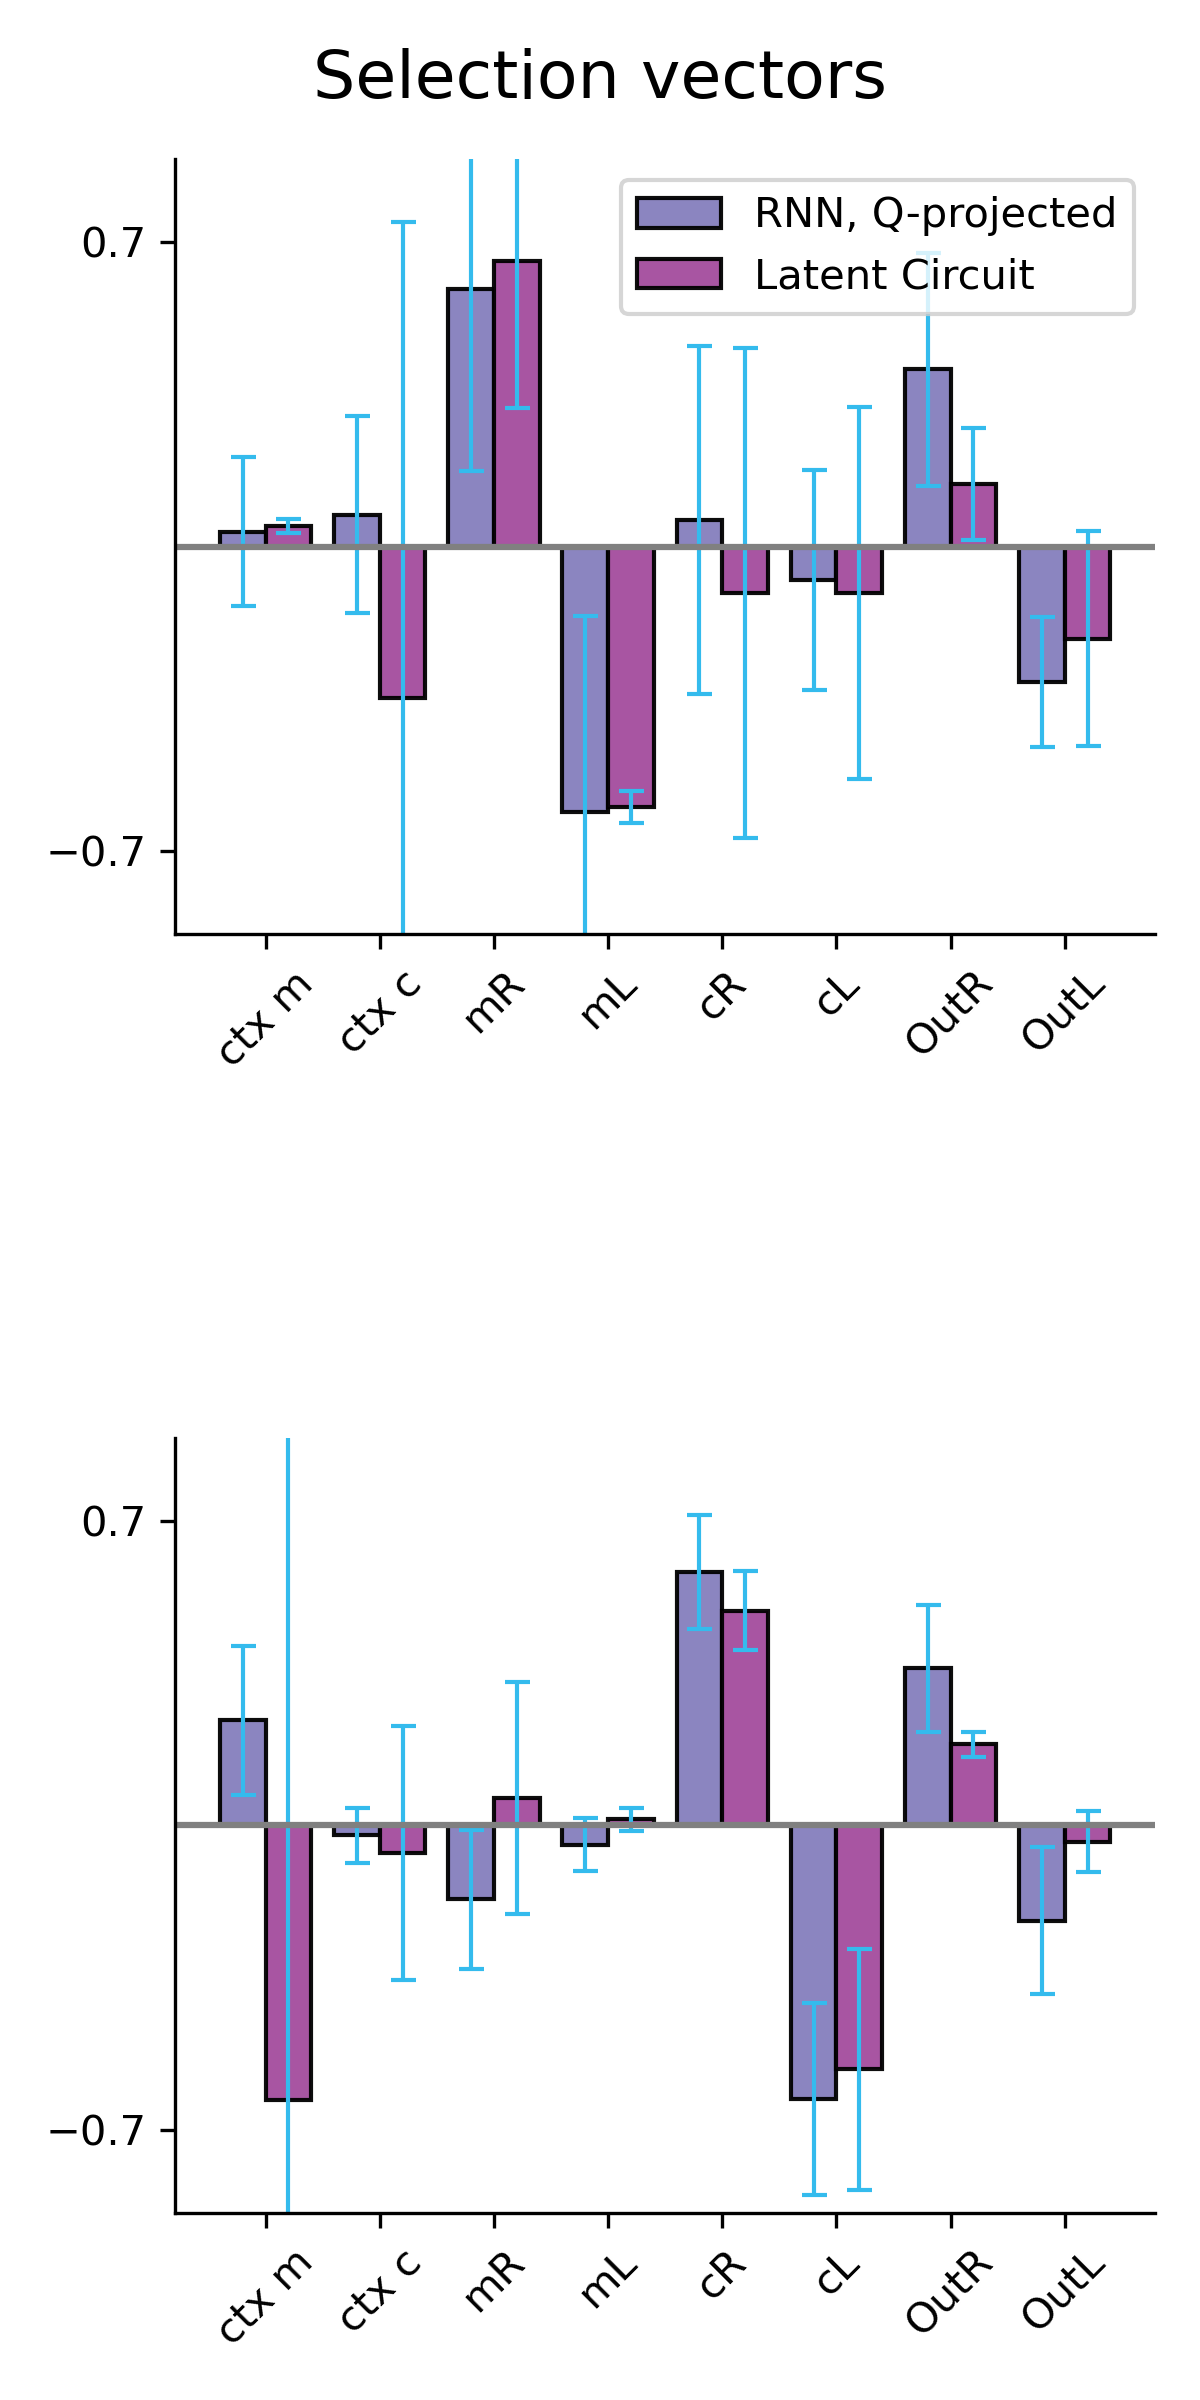 Selection vectors
0.7
−0.7
RNN, Q-projected
Latent Circuit
ctx m
ctx c
mR
mL
cR
cL
OutR
OutL
0.7
−0.7
ctx m
ctx c
mR
mL
cR
cL
OutR
OutL